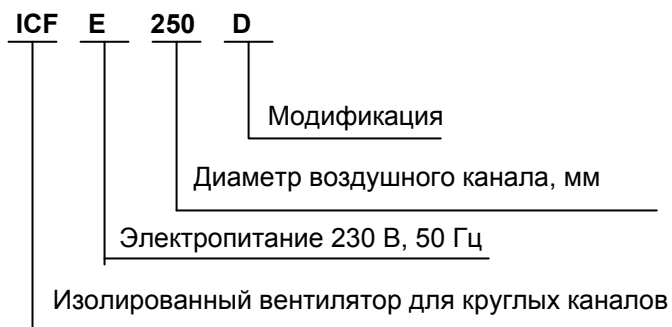 ICF E 250 D
Модификация
Диаметр воздушного канала, мм
Электропитание 230 В, 50 Гц
Изолированный вентилятор для круглых каналов